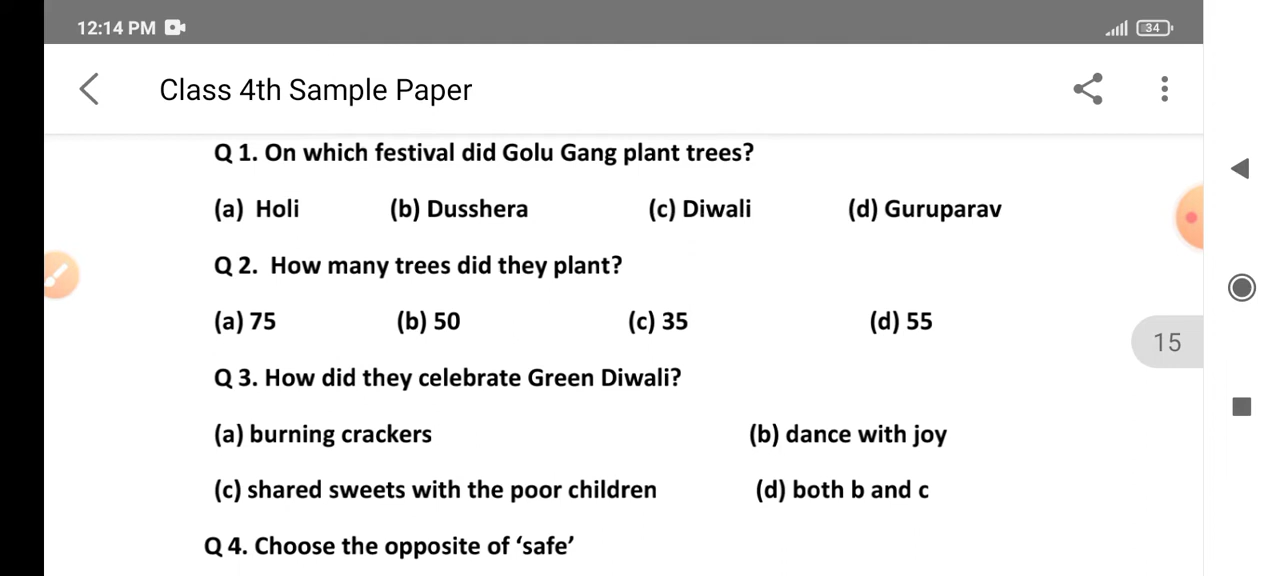 12:14 PM 34
Class 4th Sample Paper
Q 1. On which festival did Golu Gang plant trees?
(a) Holi (b) Dusshera (c) Diwali (d) Guruparav
Q 2. How many trees did they plant?
(a) 75 (b) 50 (c) 35 (d) 55
15
Q 3. How did they celebrate Green Diwali?
(a) burning crackers (b) dance with joy
(c) shared sweets with the poor children (d) both b and c
Q 4. Choose the opposite of ‘safe’